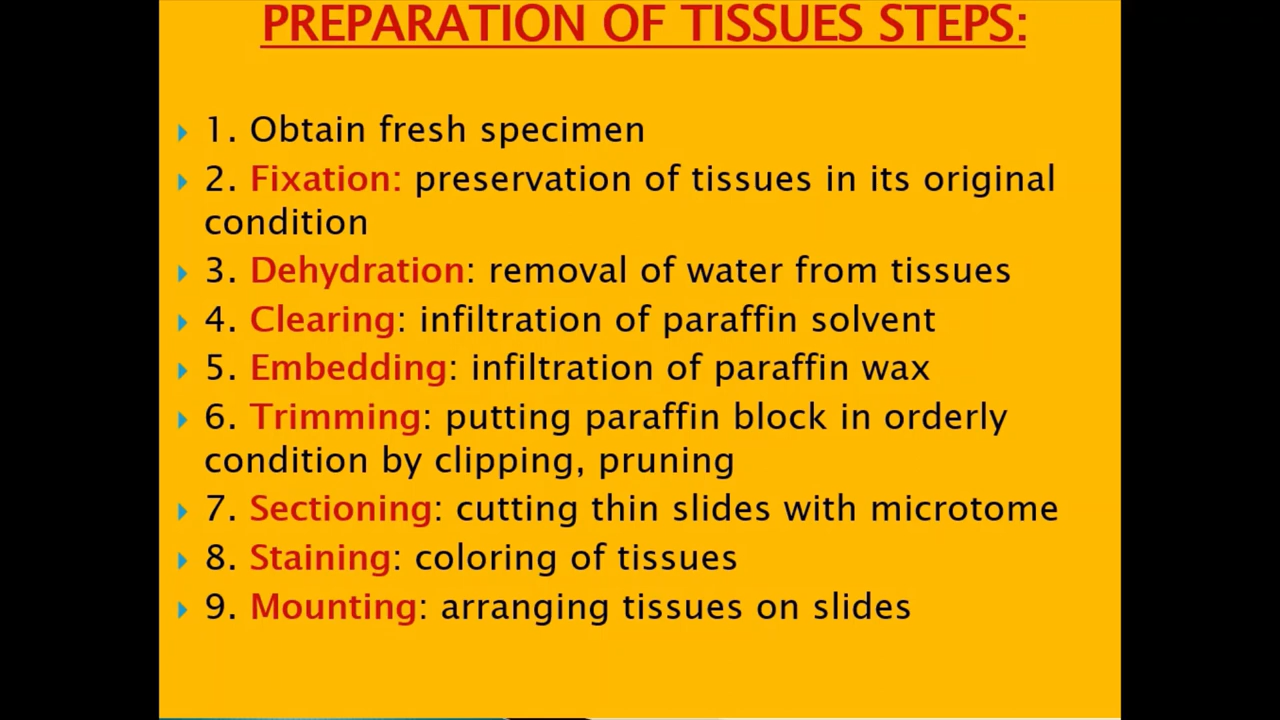 PREPARATION OF TISSUES STEPS:
1. Obtain fresh specimen
2. Fixation: preservation of tissues in its original
condition
3. Dehydration: removal of water from tissues
4. Clearing: infiltration of paraffin solvent
5. Embedding: infiltration of paraffin wax
6. Trimming: putting paraffin block in orderly
condition by clipping, pruning
7. Sectioning: cutting thin slides with microtome
8. Staining: coloring of tissues
9. Mounting: arranging tissues on slides